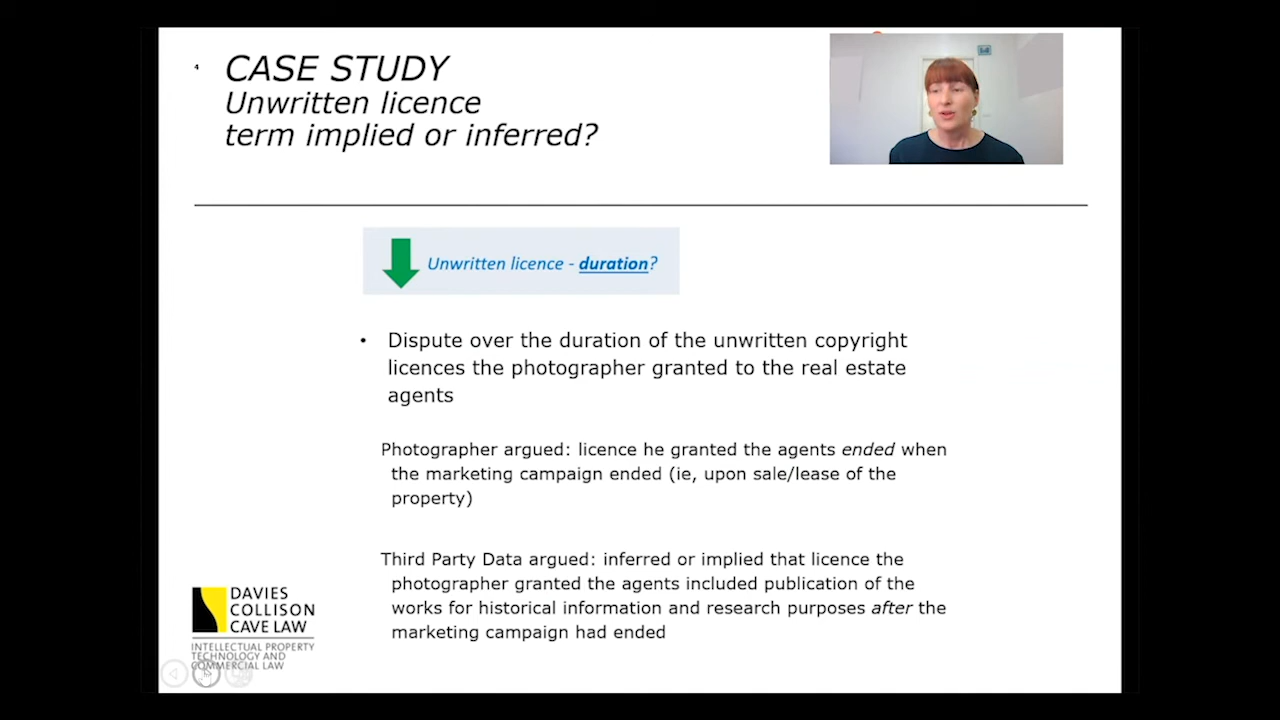 4
CASE STUDY
Unwritten licence
term implied or inferred?
Unwritten licence - duration?
• Dispute over the duration of the unwritten copyright
licences the photographer granted to the real estate
agents
Photographer argued: licence he granted the agents ended when
the marketing campaign ended (ie, upon sale/lease of the
property)
Third Party Data argued: inferred or implied that licence the
photographer granted the agents included publication of the
works for historical information and research purposes after the
marketing campaign had ended
DAVIES
COLLISON
CAVE LAW
INTELLECTUAL PROPERTY
TECHNOLOGY AND
COMMERCIAL LAW